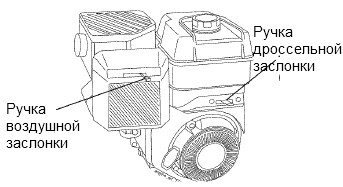 Ручка
дроссельной
заслонки
Ручка
воздушной
заслонки